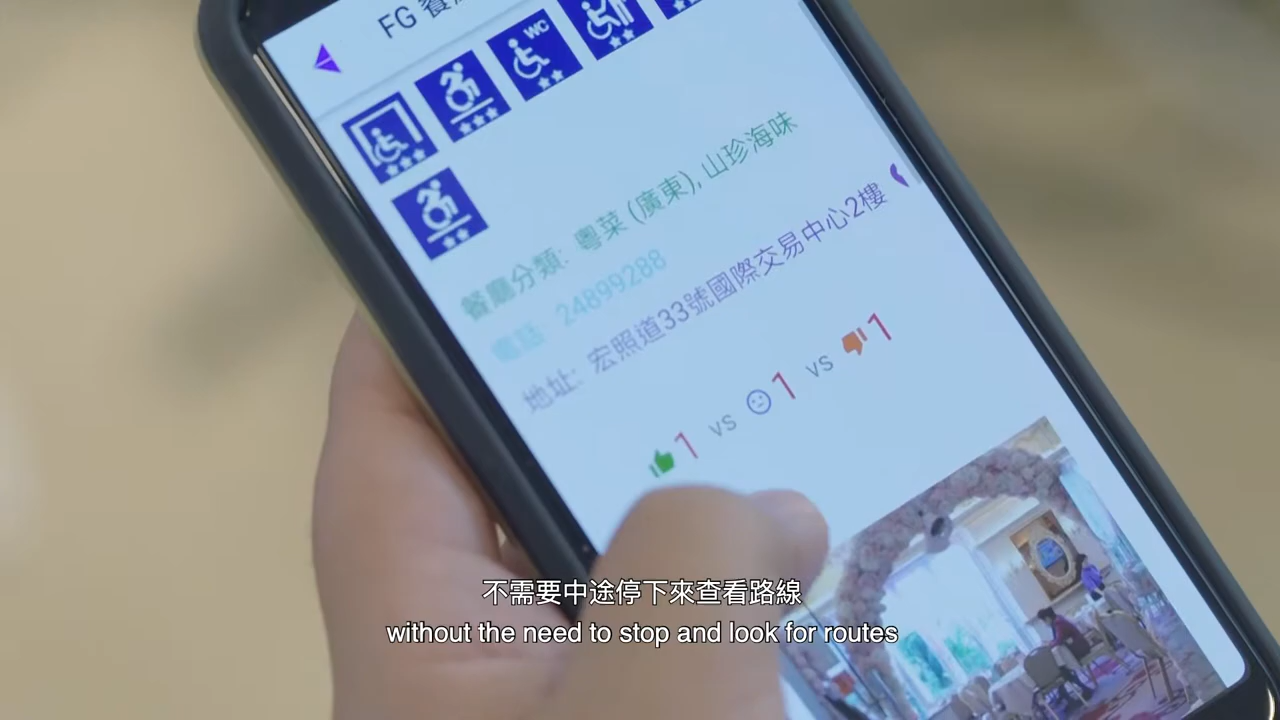 FG
WC
餐廳分類: 粵菜 (廣東), 山珍海味
電話: 24899288
地址: 宏照道33號國際交易中心2樓
1 vs 1 vs 1
不需要中途停下來查看路線
without the need to stop and look for routes